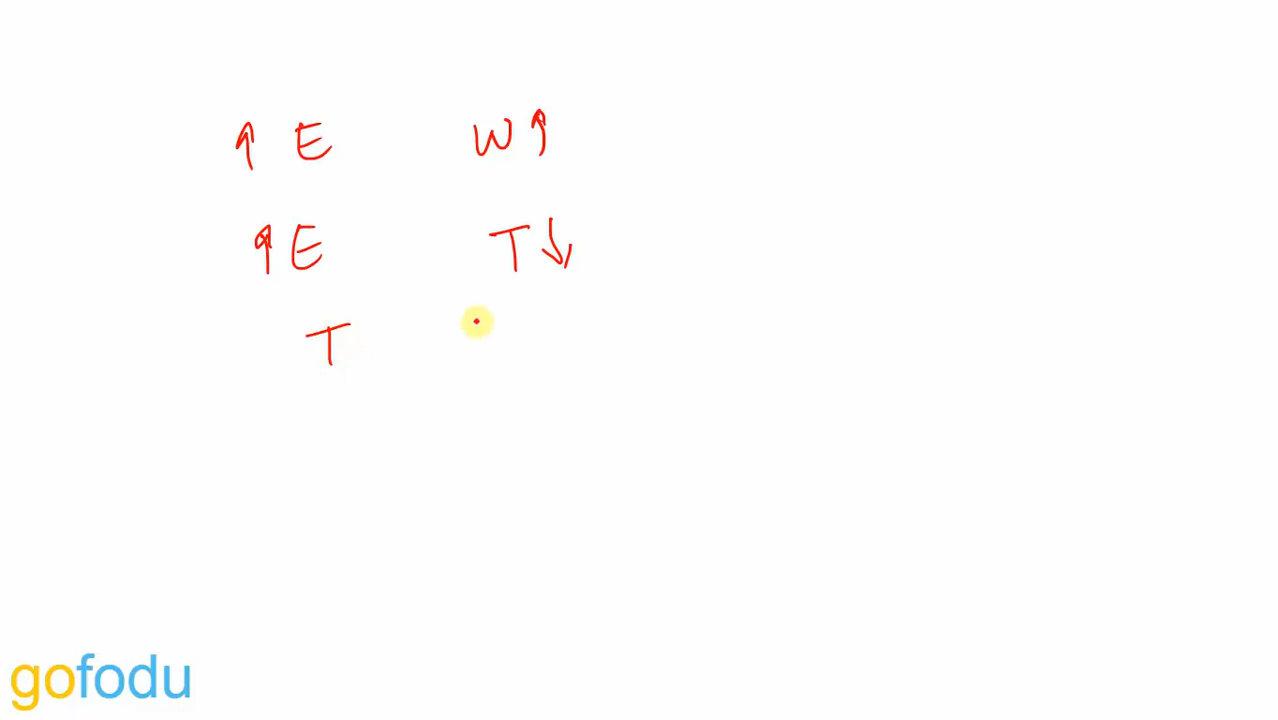 ↑ E W ↑
↑ E T ↓
T
gofodu